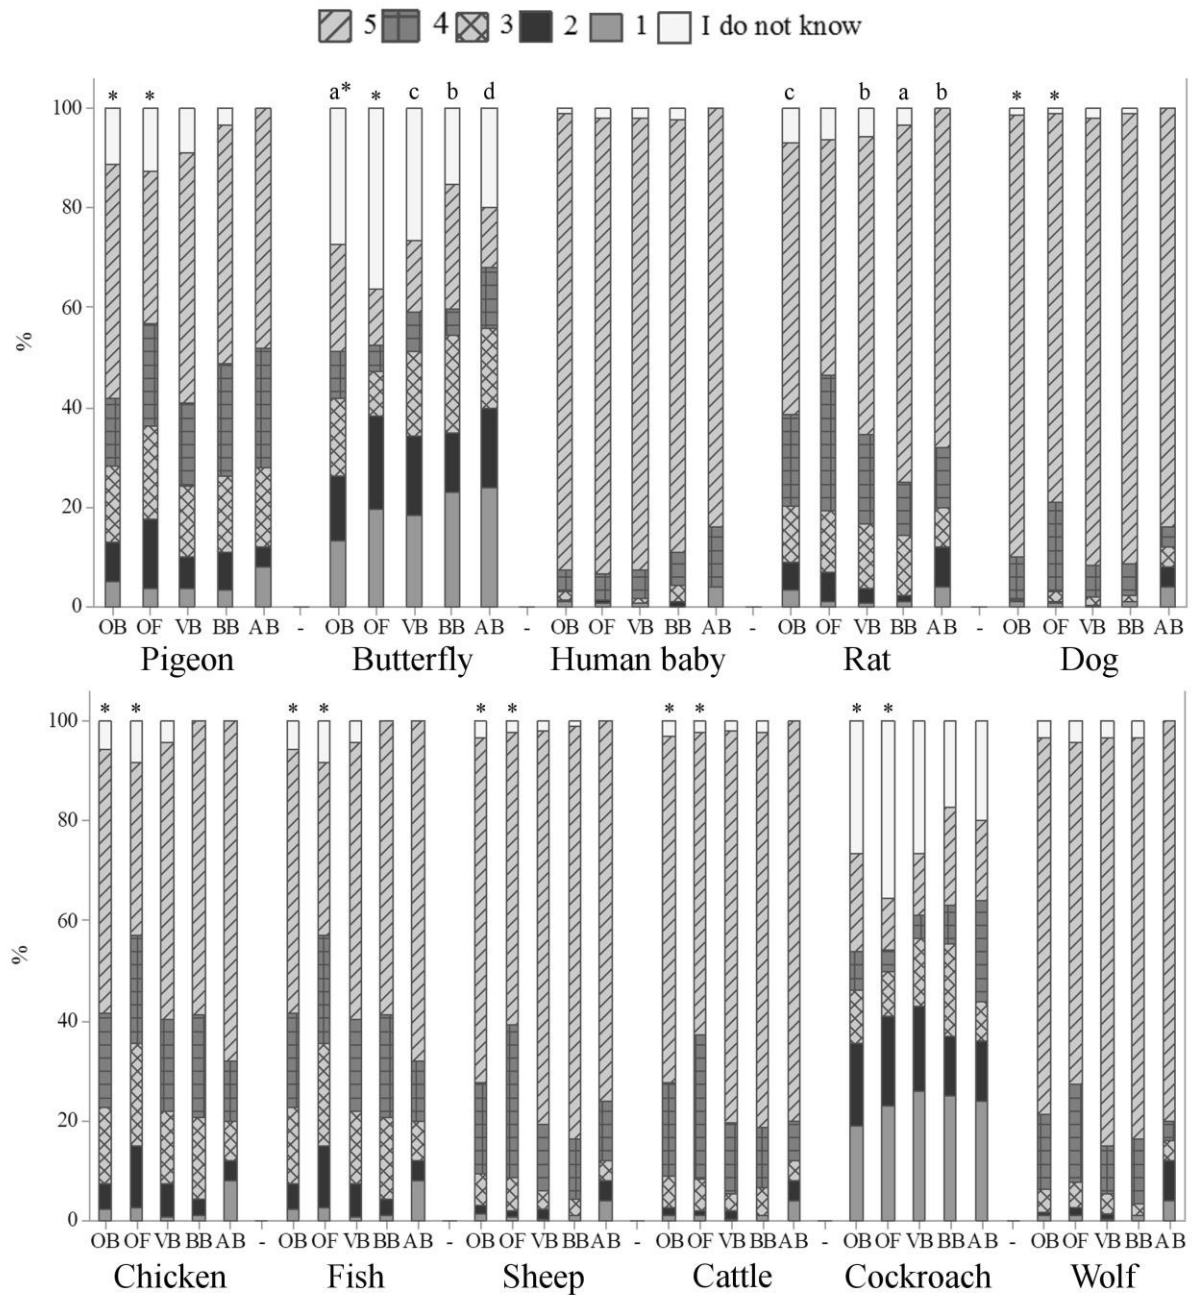 5 4 3 2 1 I do not know
* * a* * c b d c b a b * *
100
80
60
%
40
20
0
OB OF VB BB AB - OB OF VB BB AB - OB OF VB BB AB - OB OF VB BB AB - OB OF VB BB AB
Pigeon Butterfly Human baby Rat Dog
* * * * * * * * * *
100
80
60
%
40
20
0
OB OF VB BB AB - OB OF VB BB AB - OB OF VB BB AB - OB OF VB BB AB - OB OF VB BB AB - OB OF VB BB AB
Chicken Fish Sheep Cattle Cockroach Wolf